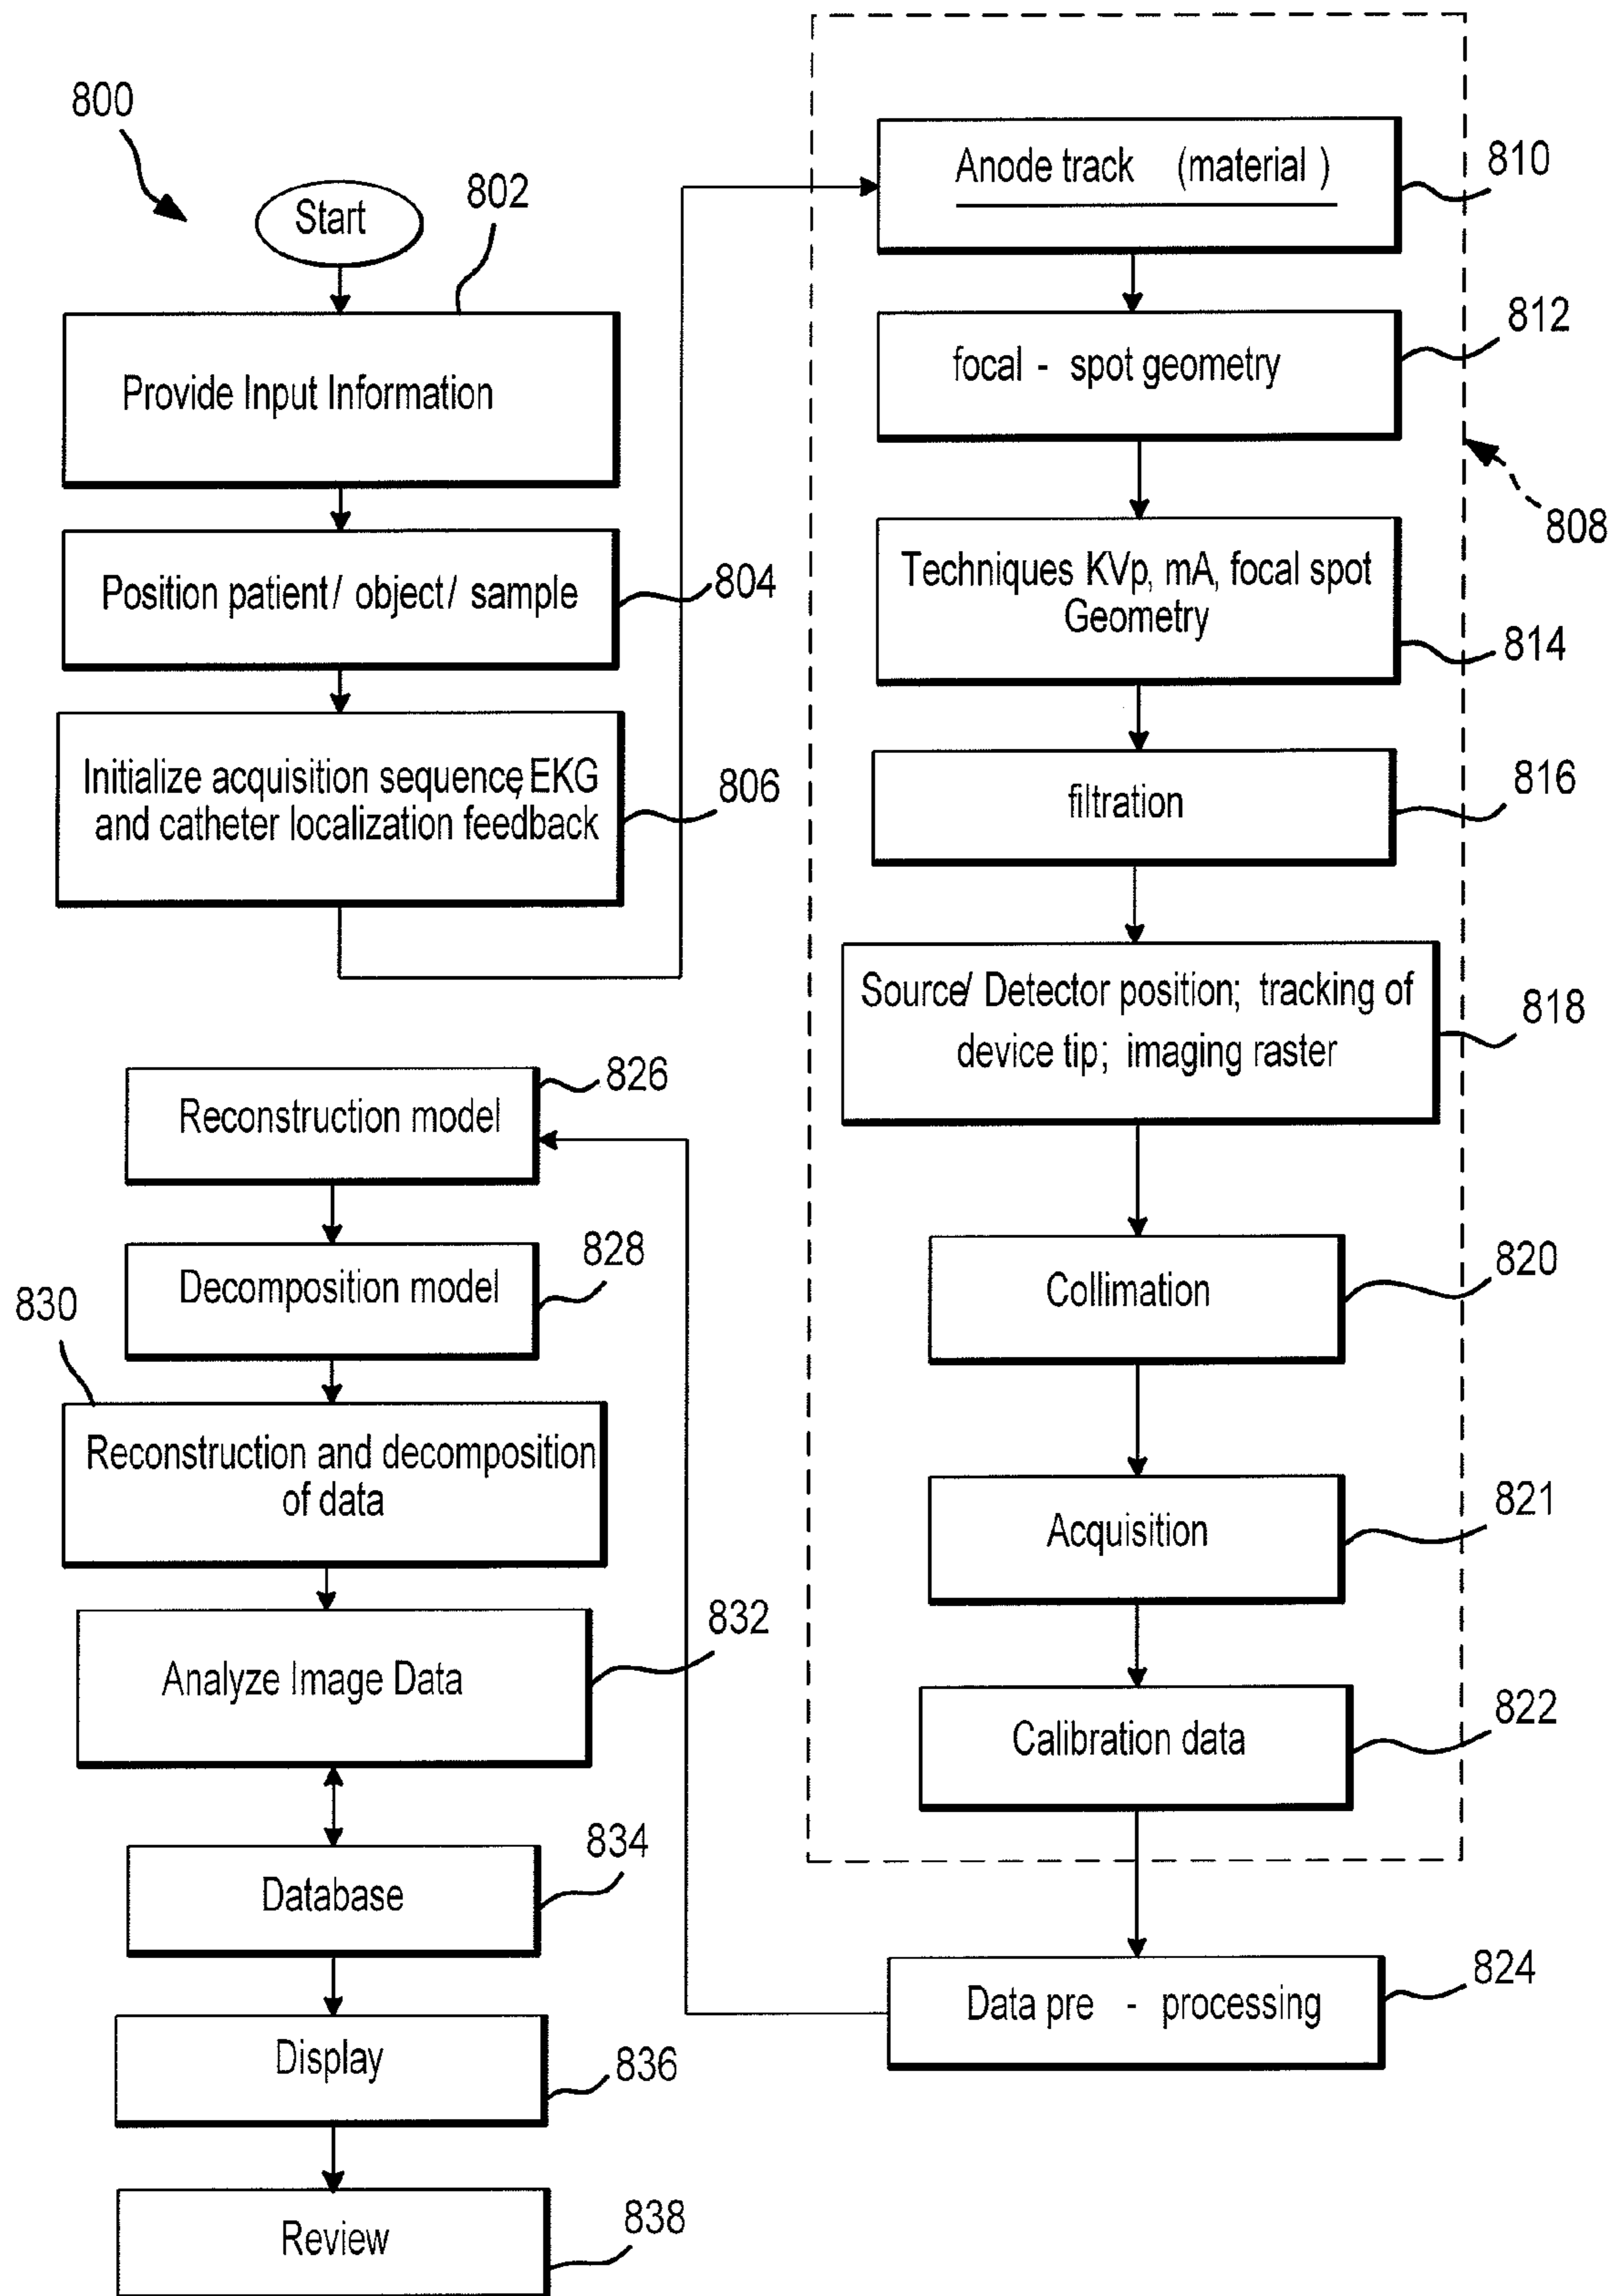 800
Start
802
Provide Input Information
Position patient / object / sample
804
Initialize acquisition sequence, EKG
and catheter localization feedback
806
808
Anode track (material )
810
focal - spot geometry
812
Techniques KVp, mA, focal spot
Geometry
814
filtration
816
Source/ Detector position; tracking of
device tip; imaging raster
818
Collimation
820
Acquisition
821
Calibration data
822
Data pre - processing
824
Reconstruction model
826
Decomposition model
828
830
Reconstruction and decomposition
of data
Analyze Image Data
832
Database
834
Display
836
Review
838